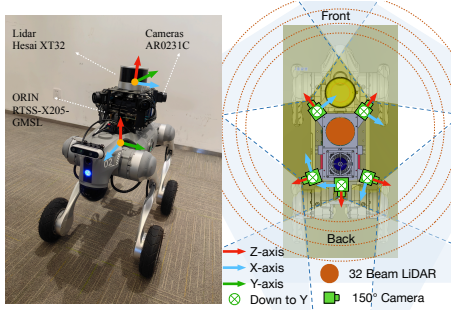 Lidar
Hesai XT32
Cameras
AR0231C
ORIN
RTSS-X205-
GMSL
Front
Back
Z-axis
X-axis
Y-axis
Down to Y
32 Beam LiDAR
150° Camera